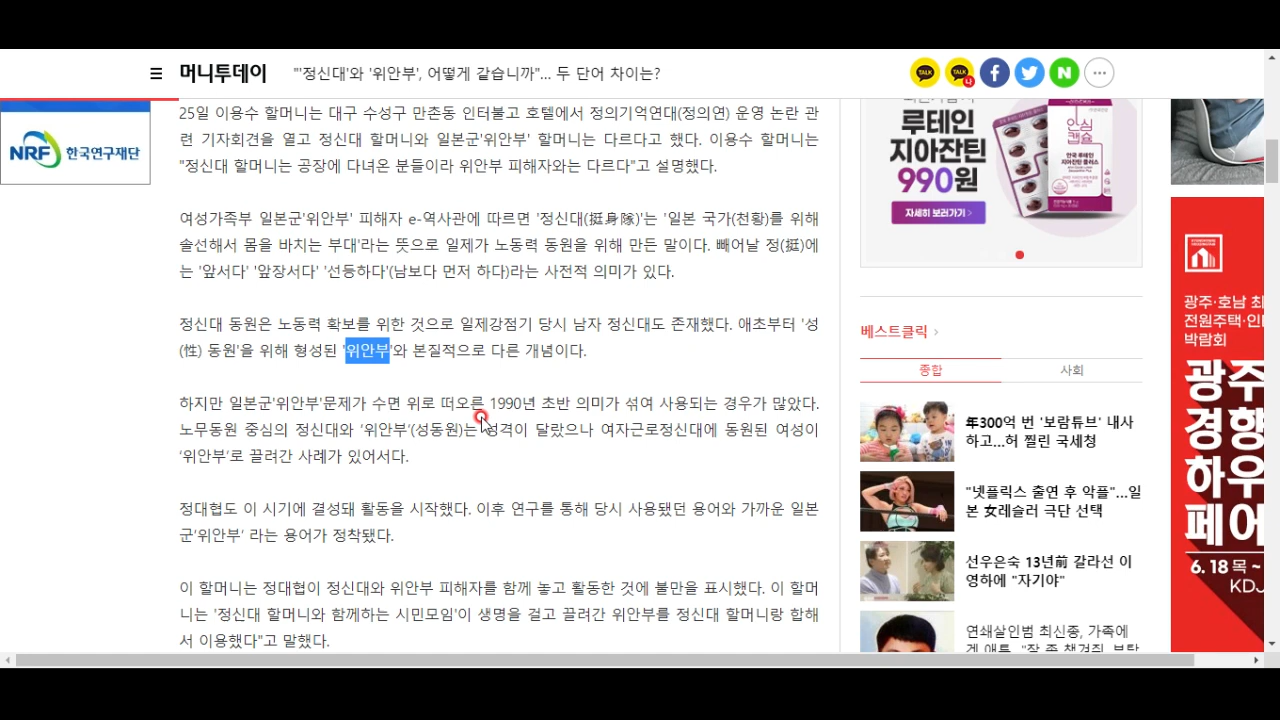 머니투데이
"'정신대'와 '위안부', 어떻게 같습니까"... 두 단어 차이는?
TALK
TALK
나
f
N
NRF 한국연구재단
25일 이용수 할머니는 대구 수성구 만촌동 인터불고 호텔에서 정의기억연대(정의연) 운영 논란 관
련 기자회견을 열고 정신대 할머니와 일본군'위안부' 할머니는 다르다고 했다. 이용수 할머니는
"정신대 할머니는 공장에 다녀온 분들이라 위안부 피해자와는 다르다"고 설명했다.
여성가족부 일본군'위안부' 피해자 e-역사관에 따르면 '정신대(挺身隊)'는 '일본 국가(천황)를 위해
솔선해서 몸을 바치는 부대'라는 뜻으로 일제가 노동력 동원을 위해 만든 말이다. 빼어날 정(挺)에
는 '앞서다' '앞장서다' '선등하다'(남보다 먼저 하다)라는 사전적 의미가 있다.
정신대 동원은 노동력 확보를 위한 것으로 일제강점기 당시 남자 정신대도 존재했다. 애초부터 '성
(性) 동원'을 위해 형성된 '위안부'와 본질적으로 다른 개념이다.
하지만 일본군'위안부'문제가 수면 위로 떠오른 1990년 초반 의미가 섞여 사용되는 경우가 많았다.
노무동원 중심의 정신대와 '위안부'(성동원)는 성격이 달랐으나 여자근로정신대에 동원된 여성이
'위안부'로 끌려간 사례가 있어서다.
정대협도 이 시기에 결성돼 활동을 시작했다. 이후 연구를 통해 당시 사용됐던 용어와 가까운 일본
군'위안부' 라는 용어가 정착됐다.
이 할머니는 정대협이 정신대와 위안부 피해자를 함께 놓고 활동한 것에 불만을 표시했다. 이 할머
니는 '정신대 할머니와 함께하는 시민모임'이 생명을 걸고 끌려간 위안부를 정신대 할머니랑 합해
서 이용했다"고 말했다.
루테인
지아잔틴
990원
자세히 보러가기 >
안심
캡슐
베스트클릭 >
종합
사회
年300억 번 '보람튜브' 내사
하고...허 찔린 국세청
"넷플릭스 출연 후 악플"...일
본 女레슬러 극단 선택
선우은숙 13년前 갈라선 이
영하에 "자기야"
연쇄살인범 최신종, 가족에
광주·호남 최
전원주택·인
박람회
광주
경향
하우
페어
6.18 목 ~
KDJ